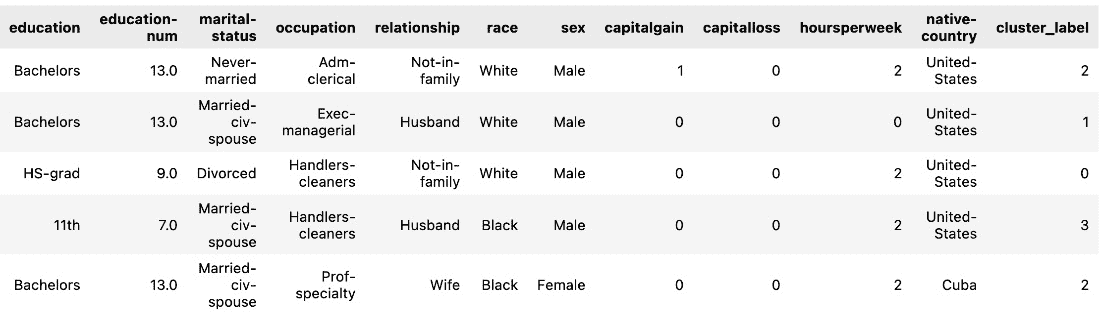 education education-num marital-status occupation relationship race sex capitalgain capitalloss hoursperweek native-country cluster_label
Bachelors 13.0 Never-married Adm-clerical Not-in-family White Male 1 0 2 United-States 2
Bachelors 13.0 Married-civ-spouse Exec-managerial Husband White Male 0 0 0 United-States 1
HS-grad 9.0 Divorced Handlers-cleaners Not-in-family White Male 0 0 2 United-States 0
11th 7.0 Married-civ-spouse Handlers-cleaners Husband Black Male 0 0 2 United-States 3
Bachelors 13.0 Married-civ-spouse Prof-specialty Wife Black Female 0 0 2 Cuba 2